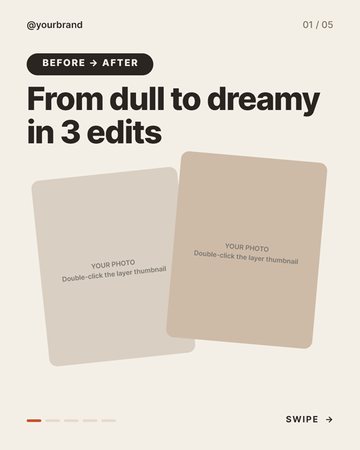 @yourbrand
01 / 05
BEFORE → AFTER
From dull to dreamy
in 3 edits
YOUR PHOTO
Double-click the layer thumbnail
YOUR PHOTO
Double-click the layer thumbnail
SWIPE →